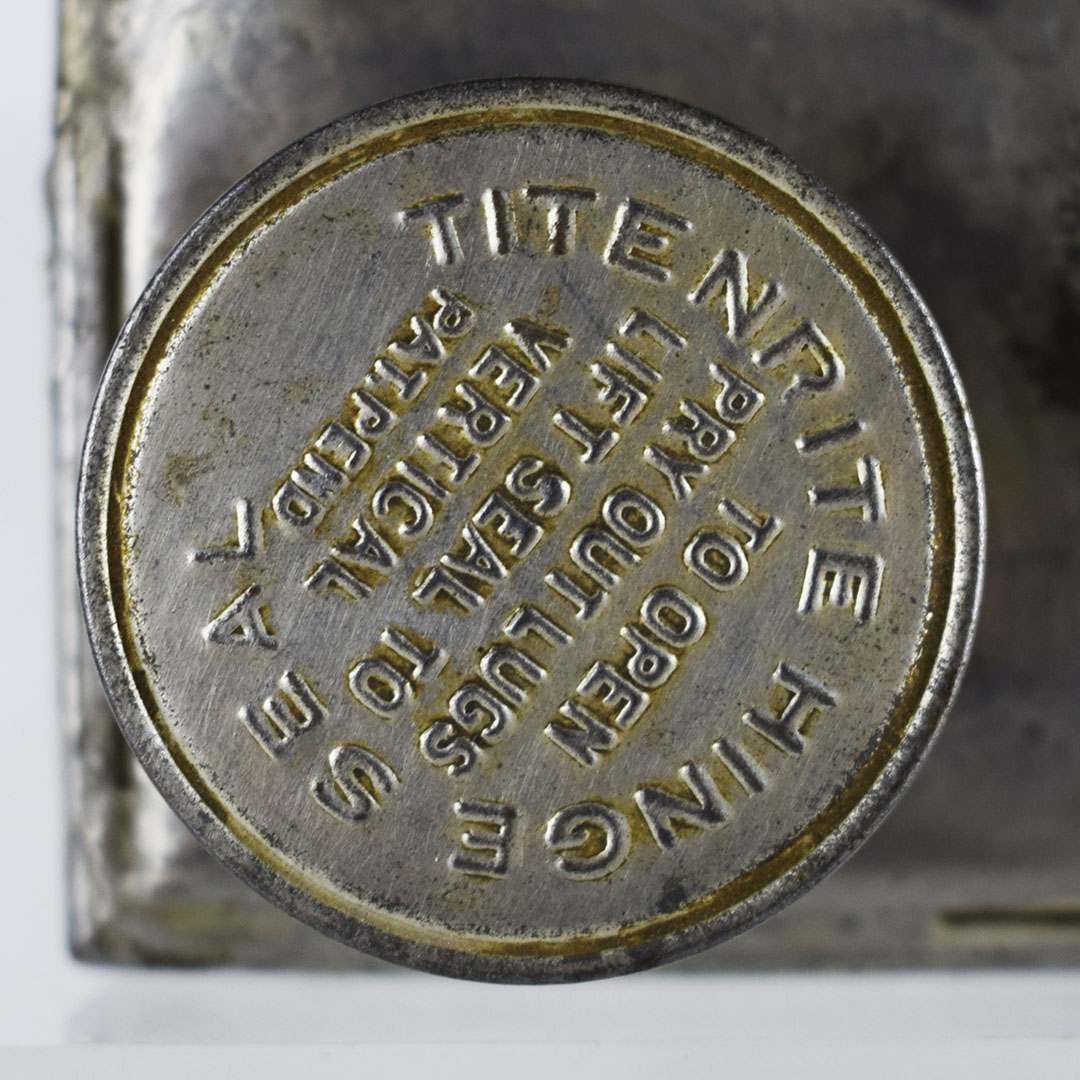 TITENRITE HINGE SEAL
TO OPEN
PRY OUT LUGS
LIFT SEAL TO
VERTICAL
PAT.PEND